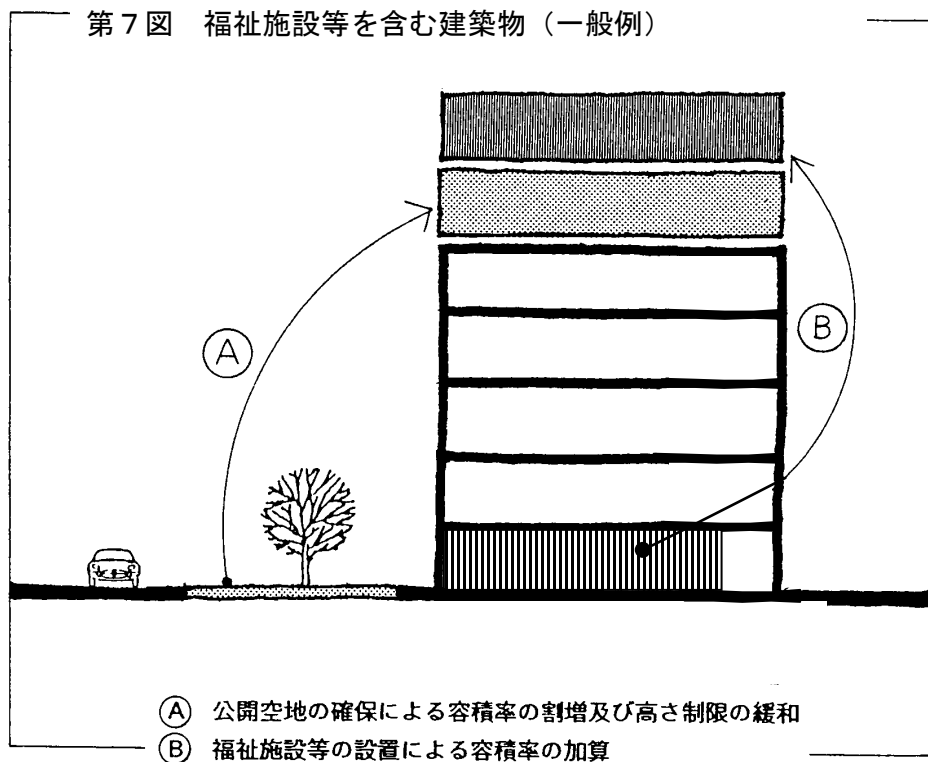 第７図　福祉施設等を含む建築物（一般例）
Ⓐ
Ⓑ
Ⓐ　公開空地の確保による容積率の割増及び高さ制限の緩和
Ⓑ　福祉施設等の設置による容積率の加算